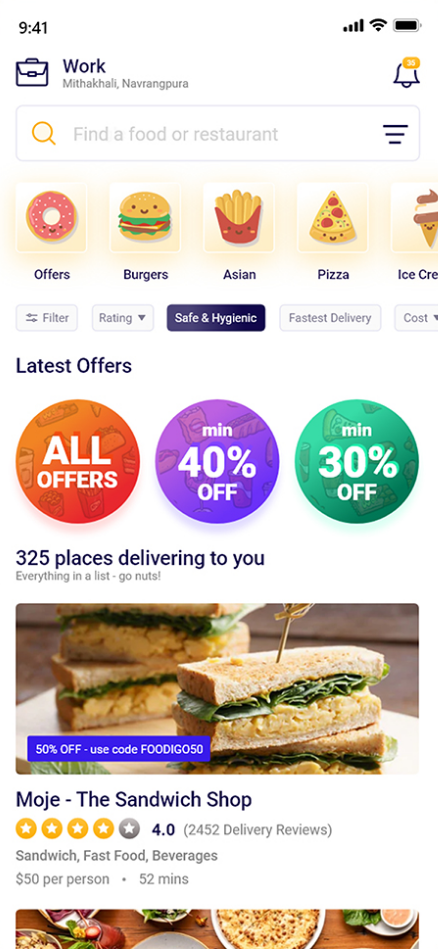 9:41
Work
Mithakhali, Navrangpura
35
Find a food or restaurant
Offers
Burgers
Asian
Pizza
Ice Cre
Filter
Rating
Safe & Hygienic
Fastest Delivery
Cost
Latest Offers
ALL
OFFERS
min
40%
OFF
min
30%
OFF
325 places delivering to you
Everything in a list - go nuts!
50% OFF - use code FOODIGO50
Moje - The Sandwich Shop
4.0 (2452 Delivery Reviews)
Sandwich, Fast Food, Beverages
$50 per person • 52 mins